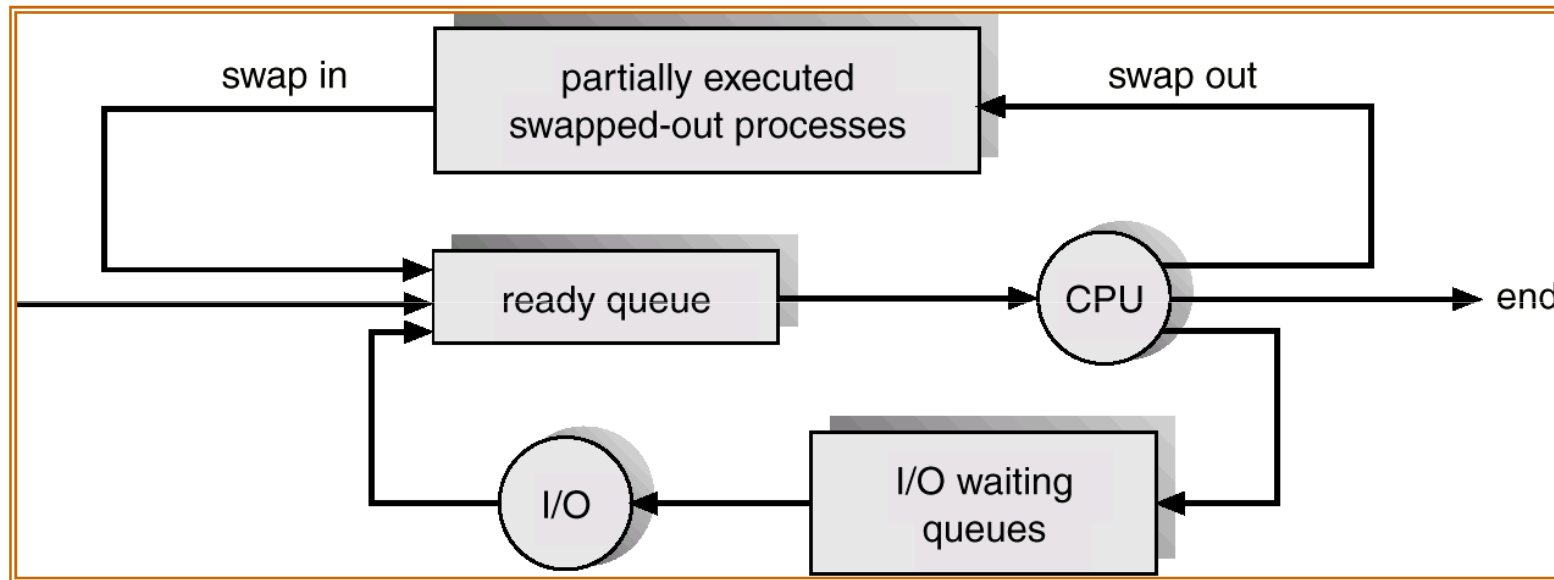 swap in
partially executed
swapped-out processes
swap out
ready queue
CPU
end
I/O
I/O waiting
queues